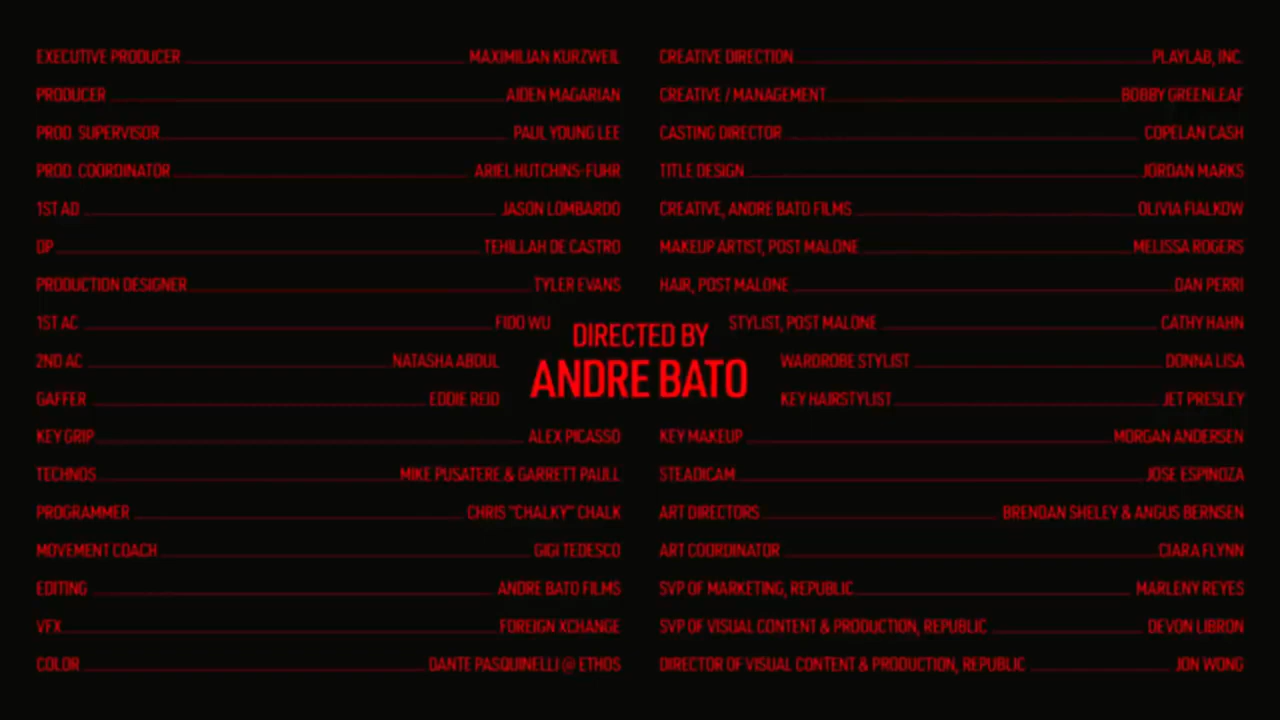 EXECUTIVE PRODUCER MAXIMILIAN KURZWEIL
PRODUCER AIDEN MAGARIAN
PROD. SUPERVISOR PAUL YOUNG LEE
PROD. COORDINATOR ARIEL HUTCHINS-FUHR
1ST AD JASON LOMBARDO
DP TEHILLAH DE CASTRO
PRODUCTION DESIGNER TYLER EVANS
1ST AC FIDO WU
2ND AC NATASHA ABDUL
GAFFER EDDIE REID
KEY GRIP ALEX PICASSO
TECHNOS MIKE PUSATERE & GARRETT PAULL
PROGRAMMER CHRIS "CHALKY" CHALK
MOVEMENT COACH GIGI TEDESCO
EDITING ANDRE BATO FILMS
VFX FOREIGN XCHANGE
COLOR DANTE PASQUINELLI @ ETHOS
DIRECTED BY
ANDRE BATO
CREATIVE DIRECTION PLAYLAB, INC.
CREATIVE / MANAGEMENT BOBBY GREENLEAF
CASTING DIRECTOR COPELAN CASH
TITLE DESIGN JORDAN MARKS
CREATIVE, ANDRE BATO FILMS OLIVIA FIALKOW
MAKEUP ARTIST, POST MALONE MELISSA ROGERS
HAIR, POST MALONE DAN PERRI
STYLIST, POST MALONE CATHY HAHN
WARDROBE STYLIST DONNA LISA
KEY HAIRSTYLIST JET PRESLEY
KEY MAKEUP MORGAN ANDERSEN
STEADICAM JOSE ESPINOZA
ART DIRECTORS BRENDAN SHELEY & ANGUS BERNSEN
ART COORDINATOR CIARA FLYNN
SVP OF MARKETING, REPUBLIC MARLENY REYES
SVP OF VISUAL CONTENT & PRODUCTION, REPUBLIC DEVON LIBRON
DIRECTOR OF VISUAL CONTENT & PRODUCTION, REPUBLIC JON WONG